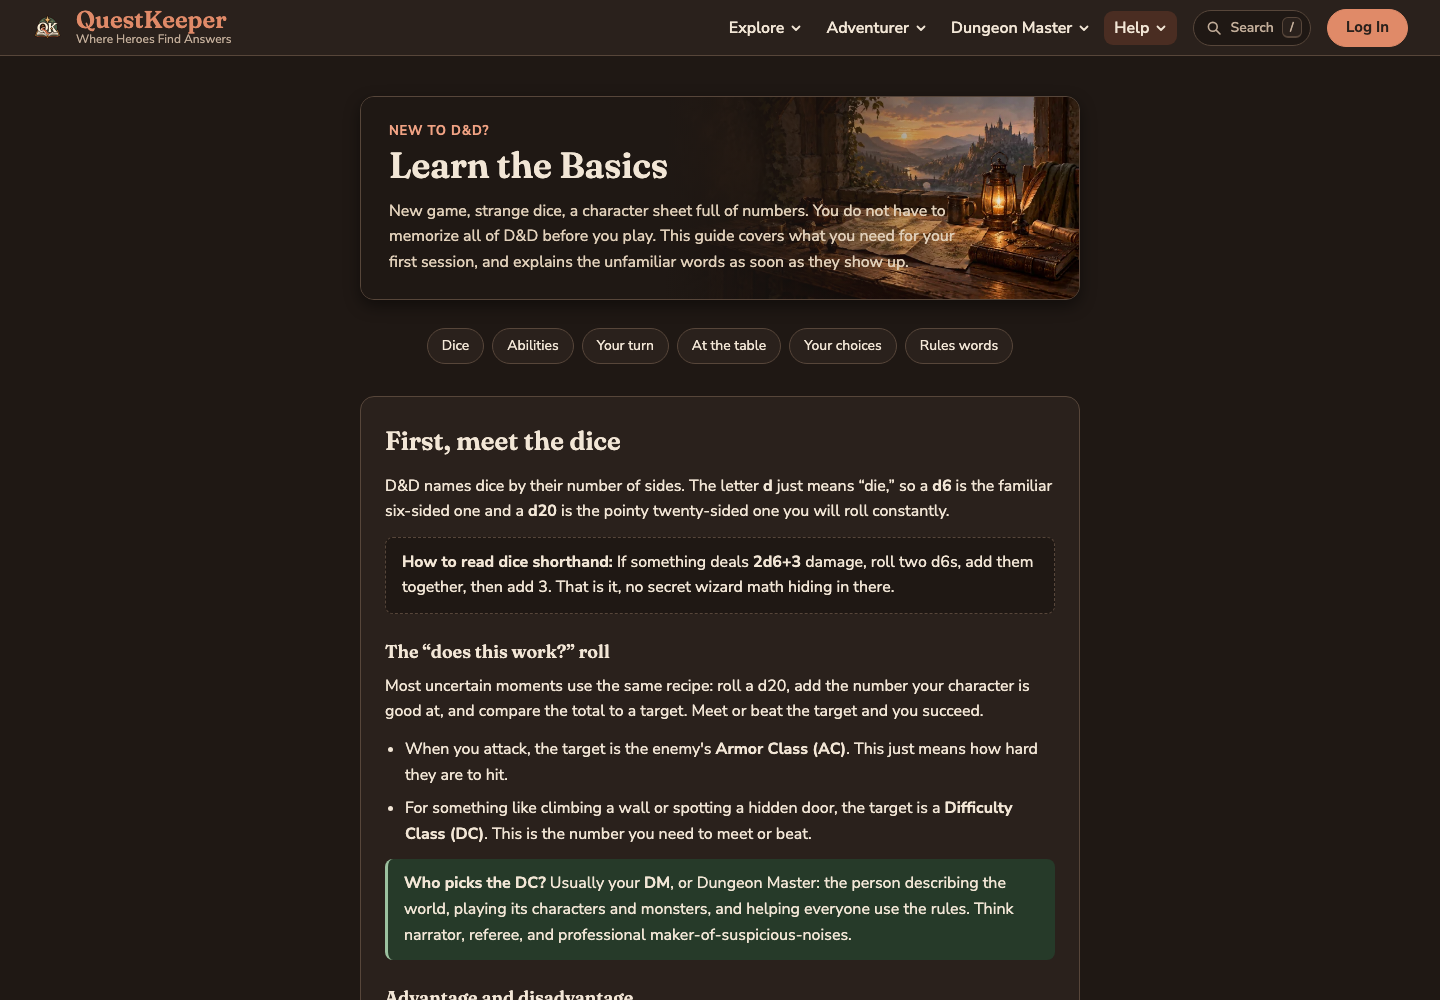 QK
QuestKeeper
Where Heroes Find Answers
Explore
Adventurer
Dungeon Master
Help
Search
/
Log In
NEW TO D&D?
Learn the Basics
New game, strange dice, a character sheet full of numbers. You do not have to
memorize all of D&D before you play. This guide covers what you need for your
first session, and explains the unfamiliar words as soon as they show up.
Dice
Abilities
Your turn
At the table
Your choices
Rules words
First, meet the dice
D&D names dice by their number of sides. The letter d just means “die,” so a d6 is the familiar
six-sided one and a d20 is the pointy twenty-sided one you will roll constantly.
How to read dice shorthand: If something deals 2d6+3 damage, roll two d6s, add them
together, then add 3. That is it, no secret wizard math hiding in there.
The “does this work?” roll
Most uncertain moments use the same recipe: roll a d20, add the number your character is
good at, and compare the total to a target. Meet or beat the target and you succeed.
• When you attack, the target is the enemy's Armor Class (AC). This just means how hard
they are to hit.
• For something like climbing a wall or spotting a hidden door, the target is a Difficulty
Class (DC). This is the number you need to meet or beat.
Who picks the DC? Usually your DM, or Dungeon Master: the person describing the
world, playing its characters and monsters, and helping everyone use the rules. Think
narrator, referee, and professional maker-of-suspicious-noises.
Advantage and disadvantage